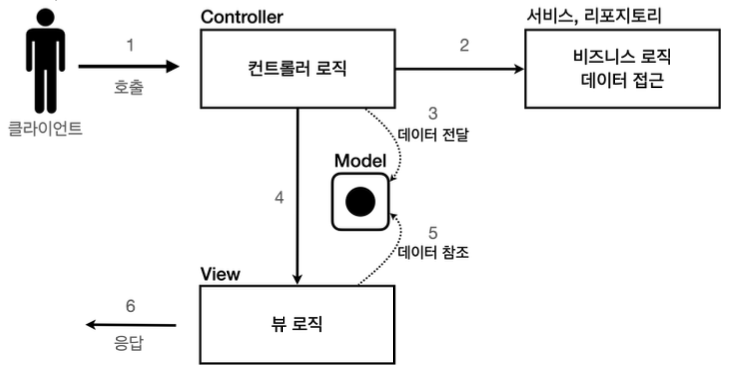 Controller
서비스, 리포지토리
1
호출
컨트롤러 로직
2
비즈니스 로직
데이터 접근
클라이언트
3
데이터 전달
Model
4
5
데이터 참조
View
6
응답
뷰 로직